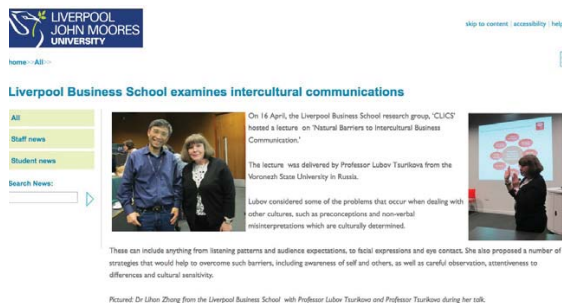 LIVERPOOL
JOHN MOORES
UNIVERSITY
skip to content | accessibility | help
home>>All>>
Liverpool Business School examines intercultural communications
All
Staff news
Student news
Search News:
On 16 April, the Liverpool Business School research group, 'CLICS'
hosted a lecture on 'Natural Barriers to Intercultural Business
Communication.'
The lecture was delivered by Professor Lubov Tsurikova from the
Voronezh State University in Russia.
Lubov considered some of the problems that occur when dealing with
other cultures, such as preconceptions and non-verbal
misinterpretations which are culturally determined.
These can include anything from listening patterns and audience expectations, to facial expressions and eye contact. She also proposed a number of
strategies that would help to overcome such barriers, including awareness of self and others, as well as careful observation, attentiveness to
differences and cultural sensitivity.
Pictured: Dr Lihon Zhang from the Liverpool Business School with Professor Lubov Tsurikova and Professor Tsurikova during her talk.